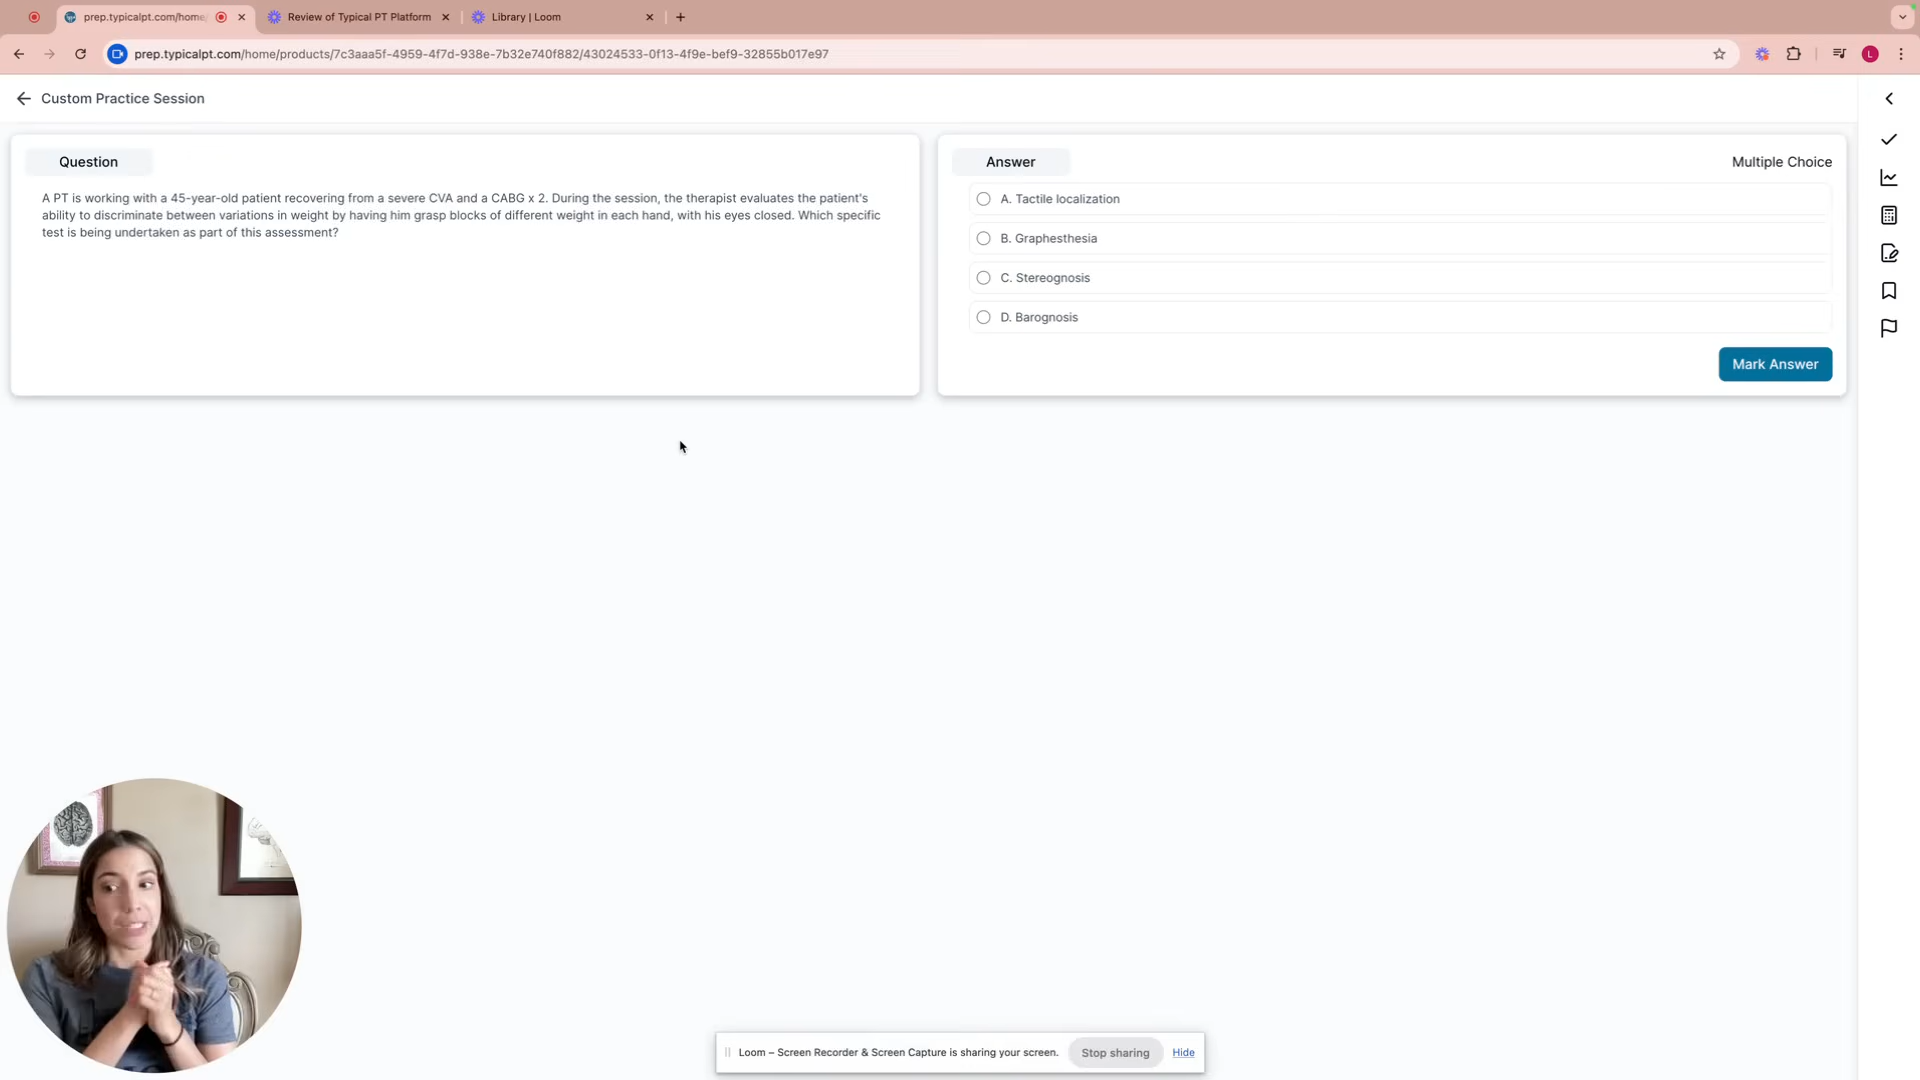 prep.typicalpt.com/home
Review of Typical PT Platform
Library | Loom
prep.typicalpt.com/home/products/7c3aaa5f-4959-4f7d-938e-7b32e740f882/43024533-0f13-4f9e-bef9-32855b017e97
L
Custom Practice Session
Question
A PT is working with a 45-year-old patient recovering from a severe CVA and a CABG x 2. During the session, the therapist evaluates the patient's
ability to discriminate between variations in weight by having him grasp blocks of different weight in each hand, with his eyes closed. Which specific
test is being undertaken as part of this assessment?
Answer
Multiple Choice
A. Tactile localization
B. Graphesthesia
C. Stereognosis
D. Barognosis
Mark Answer
Loom – Screen Recorder & Screen Capture is sharing your screen.
Stop sharing
Hide